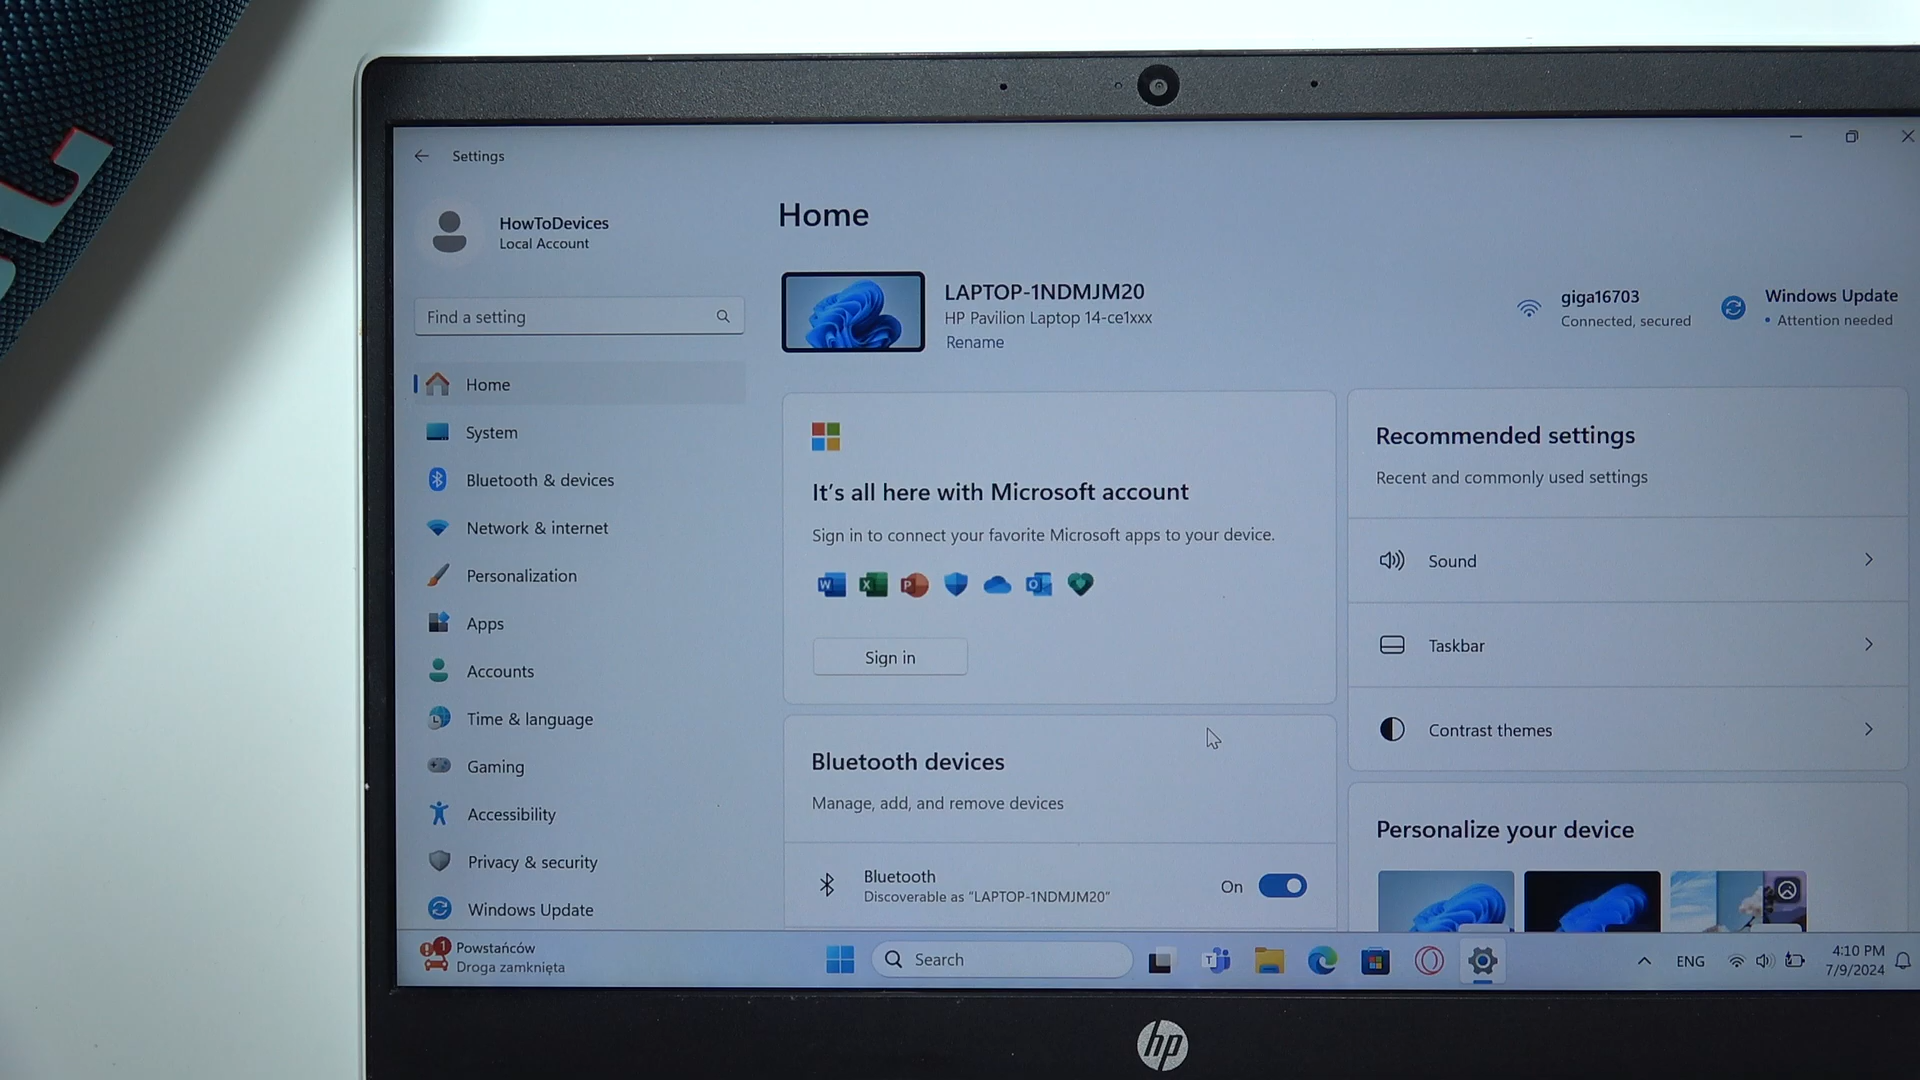 Settings
HowToDevices
Local Account
Find a setting
Home
System
Bluetooth & devices
Network & internet
Personalization
Apps
Accounts
Time & language
Gaming
Accessibility
Privacy & security
Windows Update
Home
LAPTOP-1NDMJM20
HP Pavilion Laptop 14-ce1xxx
Rename
giga16703
Connected, secured
Windows Update
• Attention needed
It's all here with Microsoft account
Sign in to connect your favorite Microsoft apps to your device.
Sign in
Bluetooth devices
Manage, add, and remove devices
Bluetooth
Discoverable as "LAPTOP-1NDMJM20"
On
Recommended settings
Recent and commonly used settings
Sound
Taskbar
Contrast themes
Personalize your device
1
Powstańców
Droga zamknięta
Search
ENG
4:10 PM
7/9/2024
hp